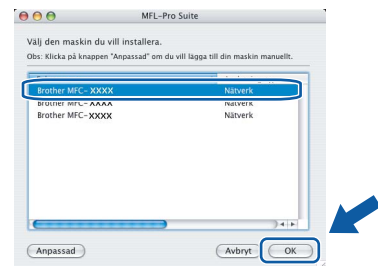 MFL-Pro Suite
Välj den maskin du vill installera.
Obs: Klicka på knappen "Anpassad" om du vill lägga till din maskin manuellt.
Brother MFC-XXXX Nätverk
Brother MFC-XXXX Nätverk
Brother MFC-XXXX Nätverk
Anpassad Avbryt OK